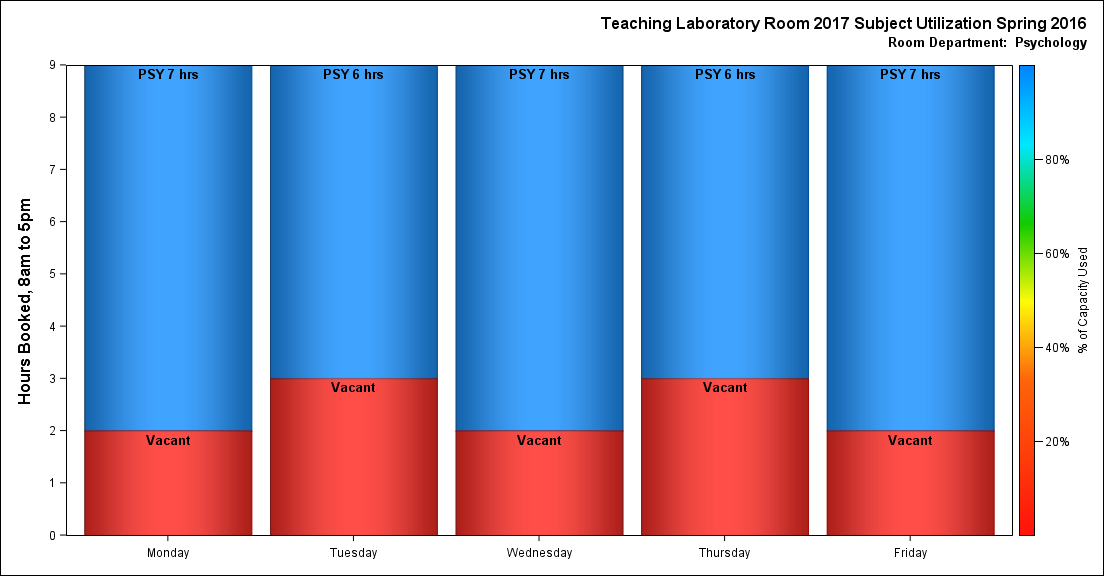 Teaching Laboratory Room 2017 Subject Utilization Spring 2016
Room Department:  Psychology
Hours Booked, 8am to 5pm
9
8
7
6
5
4
3
2
1
0
PSY 7 hrs
PSY 6 hrs
PSY 7 hrs
PSY 6 hrs
PSY 7 hrs
Vacant
Vacant
Vacant
Vacant
Vacant
Monday
Tuesday
Wednesday
Thursday
Friday
80%
60%
40%
20%
% of Capacity Used